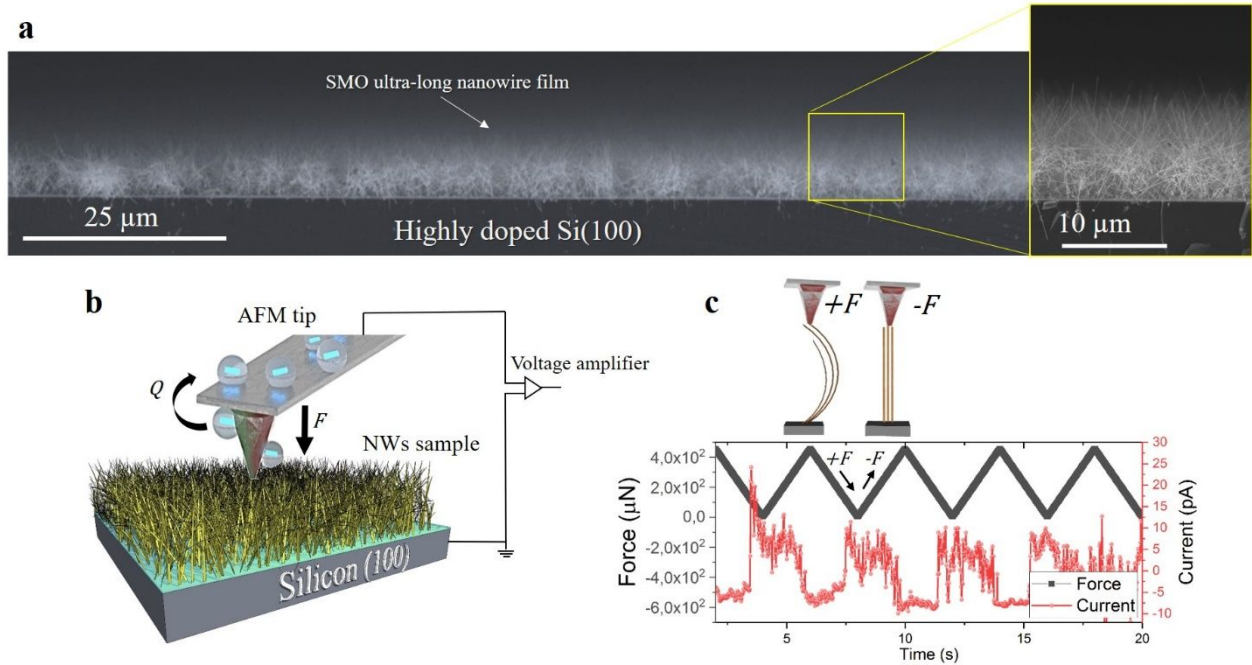 a
SMO ultra-long nanowire film
25 µm
Highly doped Si(100)
10 µm
b
AFM tip
Voltage amplifier
Q
F
NWs sample
Silicon (100)
c
+F
-F
Force (µN)
4,0x10²
2,0x10²
0,0
-2,0x10²
-4,0x10²
-6,0x10²
+F
-F
Force
Current
30
25
20
15
10
5
0
-5
-10
Current (pA)
5
10
15
20
Time (s)